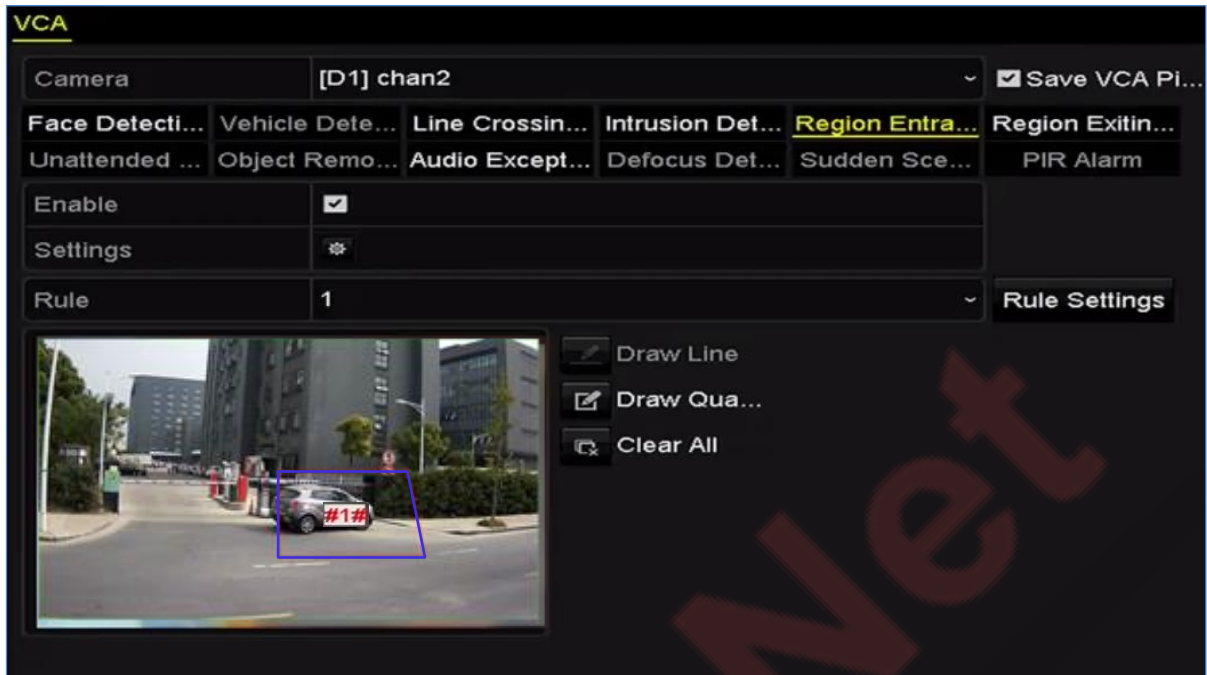 VCA
Camera [D1] chan2 Save VCA Pi...
Face Detecti... Vehicle Dete... Line Crossin... Intrusion Det... Region Entra... Region Exitin...
Unattended ... Object Remo... Audio Except... Defocus Det... Sudden Sce... PIR Alarm
Enable
Settings
Rule 1 Rule Settings
Draw Line
Draw Qua...
Clear All
#1#
Net